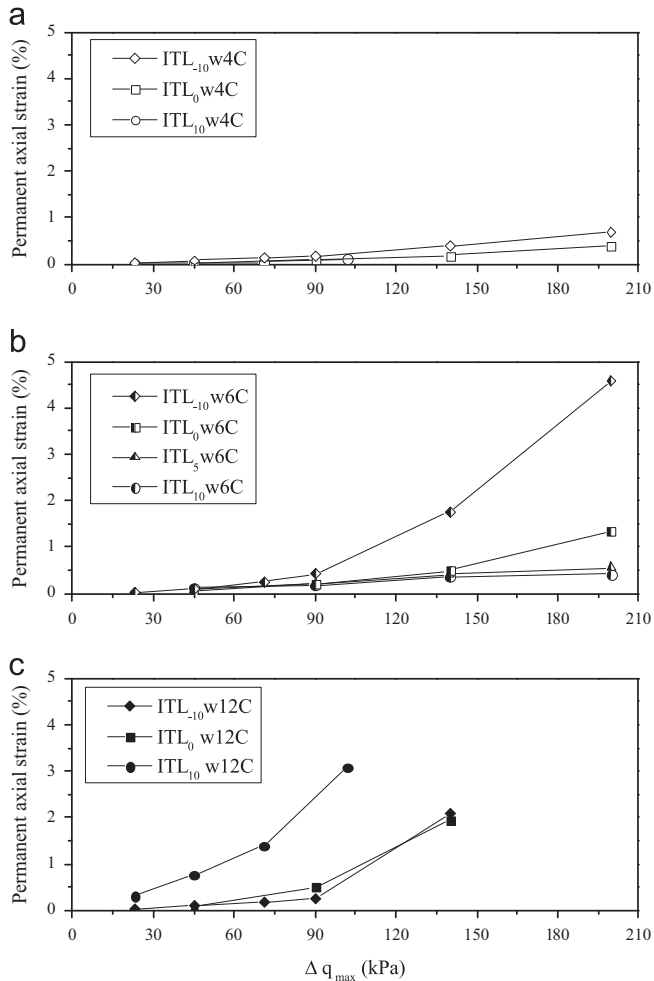 a
Permanent axial strain (%)
5
4
3
2
1
0
ITL-10w4C
ITL0w4C
ITL10w4C
0 30 60 90 120 150 180 210
b
Permanent axial strain (%)
5
4
3
2
1
0
ITL-10w6C
ITL0w6C
ITL5w6C
ITL10w6C
0 30 60 90 120 150 180 210
c
Permanent axial strain (%)
5
4
3
2
1
0
ITL-10w12C
ITL0 w12C
ITL10 w12C
0 30 60 90 120 150 180 210
Δ qmax (kPa)